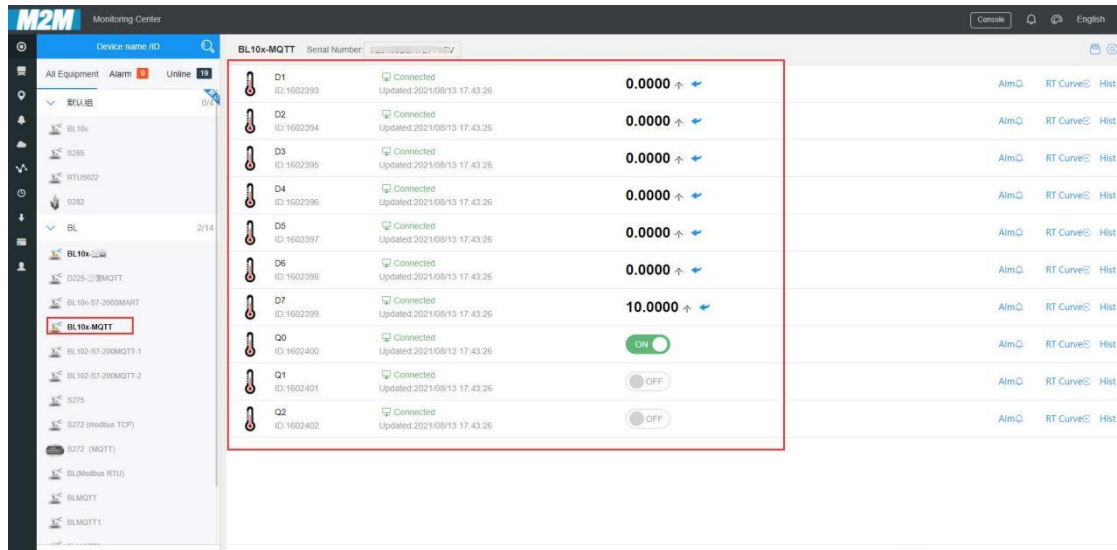 M2M Monitoring Center Console English
Device name /ID
BL10x-MQTT Serial Number:
All Equipment Alarm 0 Unline 19
默认组 0/4
BL10x
S265
RTU5022
S282
BL 2/14
BL10x-
D225- MQTT
BL10x-S7-200SMART
BL10x-MQTT
BL102-S7-200MQTT-1
BL102-S7-200MQTT-2
S275
S272 (modbus TCP)
S272 (MQTT)
BL(Modbus RTU)
BLMQTT
BLMQTT1
D1 Connected 0.0000 个 Alm RT Curve Hist
ID:1602393 Updated:2021/08/13 17:43:26
D2 Connected 0.0000 个 Alm RT Curve Hist
ID:1602394 Updated:2021/08/13 17:43:26
D3 Connected 0.0000 个 Alm RT Curve Hist
ID:1602395 Updated:2021/08/13 17:43:26
D4 Connected 0.0000 个 Alm RT Curve Hist
ID:1602396 Updated:2021/08/13 17:43:26
D5 Connected 0.0000 个 Alm RT Curve Hist
ID:1602397 Updated:2021/08/13 17:43:26
D6 Connected 0.0000 个 Alm RT Curve Hist
ID:1602398 Updated:2021/08/13 17:43:26
D7 Connected 10.0000 个 Alm RT Curve Hist
ID:1602399 Updated:2021/08/13 17:43:26
Q0 Connected ON Alm RT Curve Hist
ID:1602400 Updated:2021/08/13 17:43:26
Q1 Connected OFF Alm RT Curve Hist
ID:1602401 Updated:2021/08/13 17:43:26
Q2 Connected OFF Alm RT Curve Hist
ID:1602402 Updated:2021/08/13 17:43:26